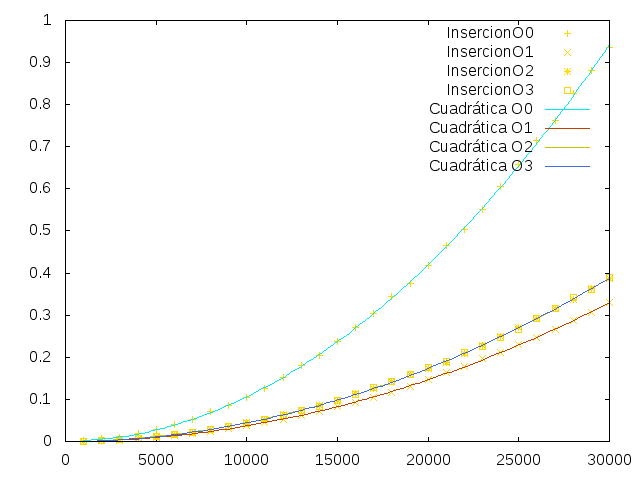 1
0.9
0.8
0.7
0.6
0.5
0.4
0.3
0.2
0.1
0
InsercionO0
InsercionO1
InsercionO2
InsercionO3
Cuadrática O0
Cuadrática O1
Cuadrática O2
Cuadrática O3
0 5000 10000 15000 20000 25000 30000